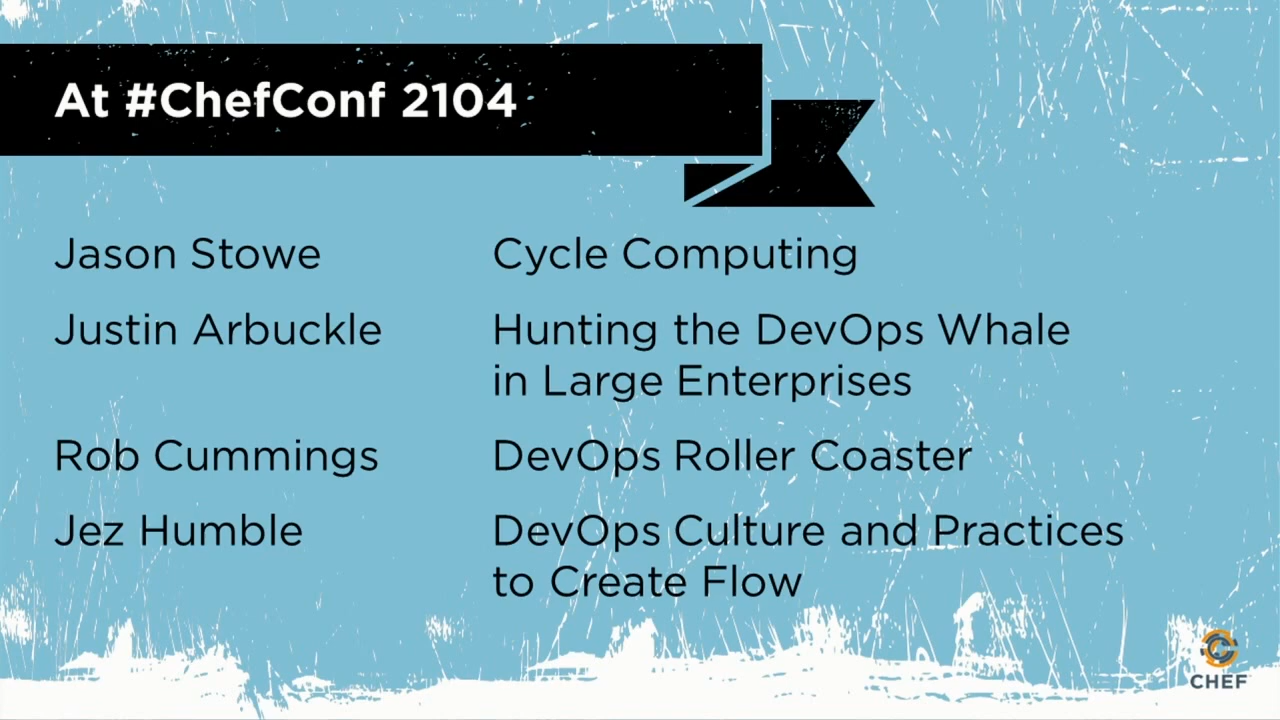 At #ChefConf 2104
Jason Stowe Cycle Computing
Justin Arbuckle Hunting the DevOps Whale
in Large Enterprises
Rob Cummings DevOps Roller Coaster
Jez Humble DevOps Culture and Practices
to Create Flow
CHEF